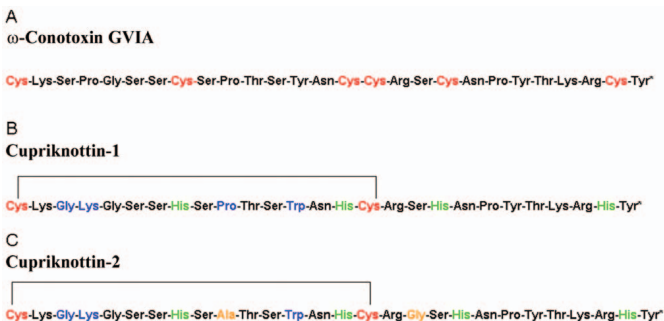 A
ω-Conotoxin GVIA
Cys-Lys-Ser-Pro-Gly-Ser-Ser-Cys-Ser-Pro-Thr-Ser-Tyr-Asn-Cys-Cys-Arg-Ser-Cys-Asn-Pro-Tyr-Thr-Lys-Arg-Cys-Tyr*
B
Cupriknottin-1
Cys-Lys-Gly-Lys-Gly-Ser-Ser-His-Ser-Pro-Thr-Ser-Trp-Asn-His-Cys-Arg-Ser-His-Asn-Pro-Tyr-Thr-Lys-Arg-His-Tyr*
C
Cupriknottin-2
Cys-Lys-Gly-Lys-Gly-Ser-Ser-His-Ser-Ala-Thr-Ser-Trp-Asn-His-Cys-Arg-Gly-Ser-His-Asn-Pro-Tyr-Thr-Lys-Arg-His-Tyr*